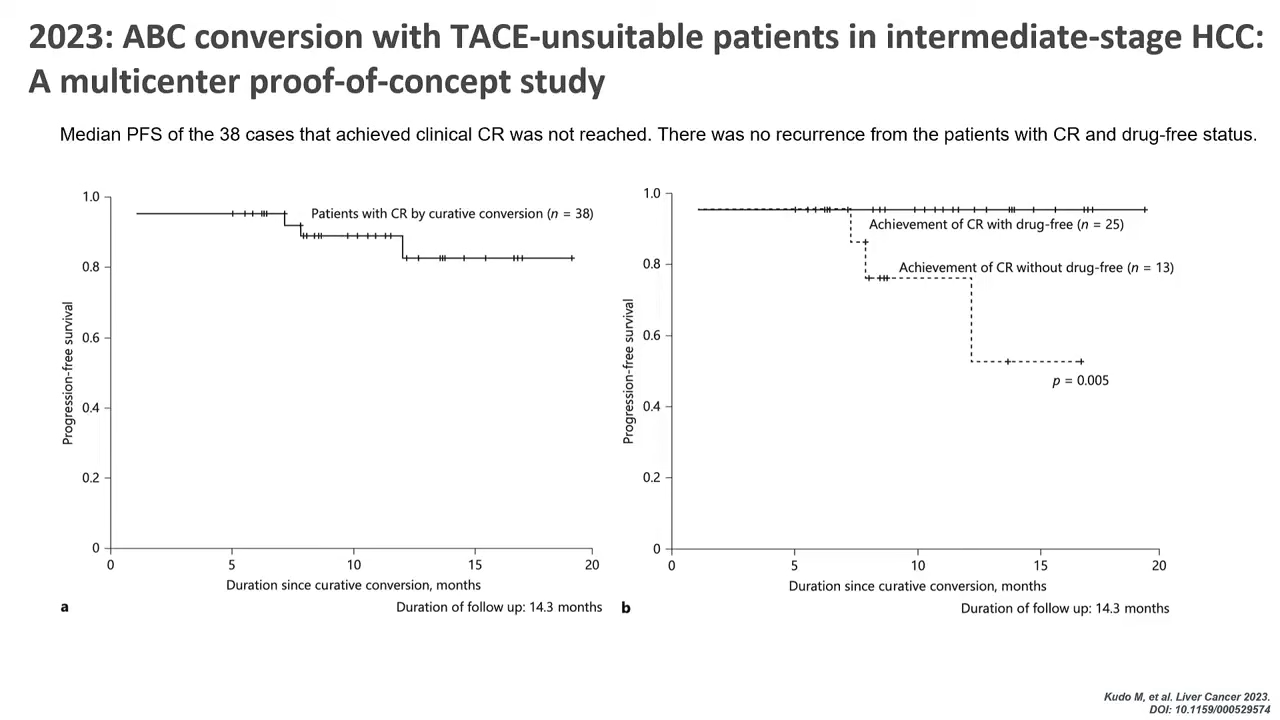 2023: ABC conversion with TACE-unsuitable patients in intermediate-stage HCC:
A multicenter proof-of-concept study
Median PFS of the 38 cases that achieved clinical CR was not reached. There was no recurrence from the patients with CR and drug-free status.
Progression-free survival
1.0
0.8
0.6
0.4
0.2
0
Patients with CR by curative conversion (n = 38)
0
5
10
15
20
Duration since curative conversion, months
a
Duration of follow up: 14.3 months
Progression-free survival
1.0
0.8
0.6
0.4
0.2
0
Achievement of CR with drug-free (n = 25)
Achievement of CR without drug-free (n = 13)
p = 0.005
0
5
10
15
20
Duration since curative conversion, months
b
Duration of follow up: 14.3 months
Kudo M, et al. Liver Cancer 2023.
DOI: 10.1159/000529574